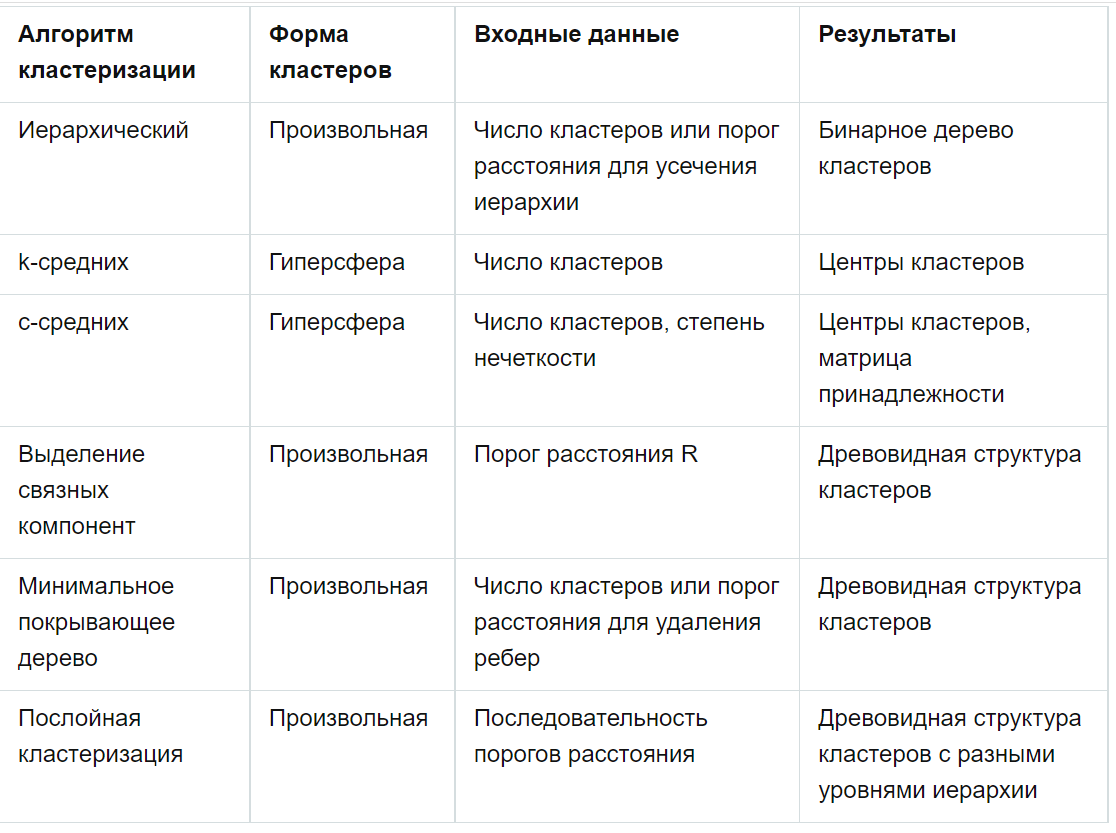 Алгоритм
кластеризации
Форма
кластеров
Входные данные
Результаты
Иерархический
Произвольная
Число кластеров или порог
расстояния для усечения
иерархии
Бинарное дерево
кластеров
k-средних
Гиперсфера
Число кластеров
Центры кластеров
c-средних
Гиперсфера
Число кластеров, степень
нечеткости
Центры кластеров,
матрица
принадлежности
Выделение
связных
компонент
Произвольная
Порог расстояния R
Древовидная структура
кластеров
Минимальное
покрывающее
дерево
Произвольная
Число кластеров или порог
расстояния для удаления
ребер
Древовидная структура
кластеров
Послойная
кластеризация
Произвольная
Последовательность
порогов расстояния
Древовидная структура
кластеров с разными
уровнями иерархии